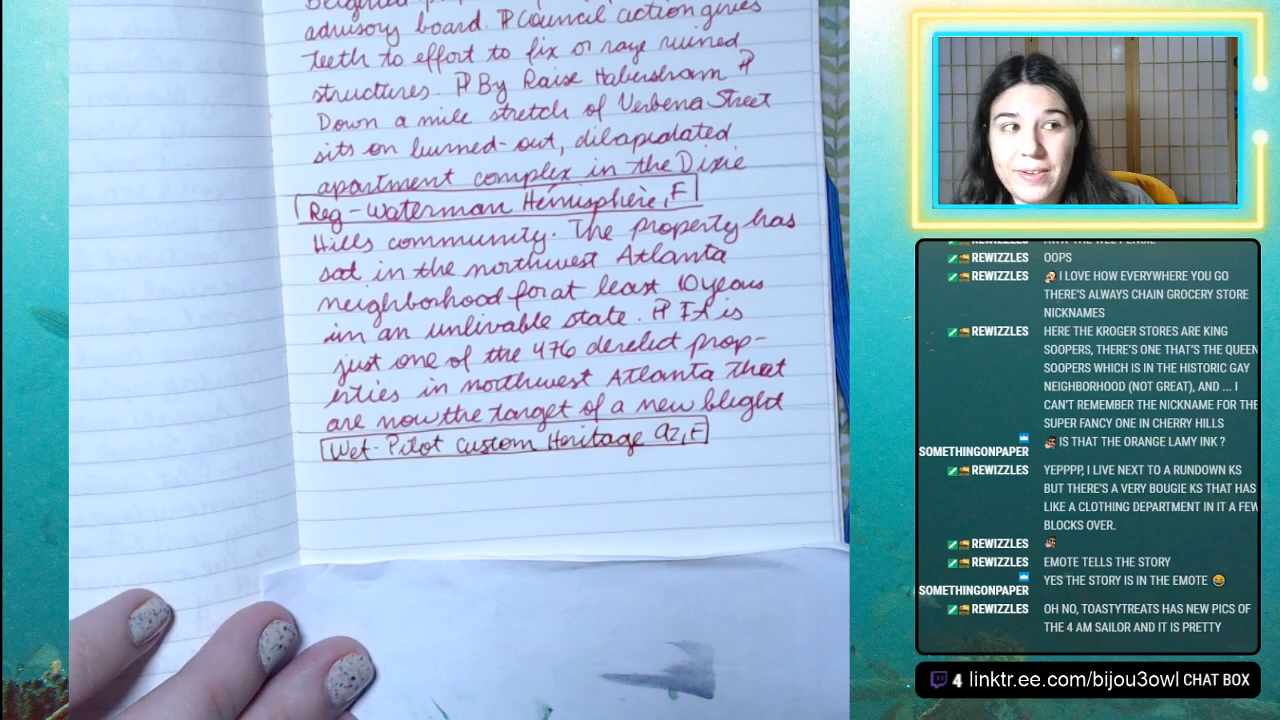 advisory board. ⁋ Council action gives
teeth to effort to fix or raze ruined
structures. ⁋ By Raise Habersham ⁋
Down a mile stretch of Verbena Street
sits on burned-out, dilapidated
apartment complex in the Dixie
Reg-Waterman Hémisphère, F
Hills community. The property has
sat in the northwest Atlanta
neighborhood for at least 10 years
in an unlivable state. ⁋ It is
just one of the 476 derelict prop-
erties in northwest Atlanta that
are now the target of a new blight
Wet-Pilot Custom Heritage 92, F
REWIZZLES
REWIZZLES OOPS
REWIZZLES I LOVE HOW EVERYWHERE YOU GO
THERE'S ALWAYS CHAIN GROCERY STORE
NICKNAMES
REWIZZLES HERE THE KROGER STORES ARE KING
SOOPERS, THERE'S ONE THAT'S THE QUEEN
SOOPERS WHICH IS IN THE HISTORIC GAY
NEIGHBORHOOD (NOT GREAT), AND ... I
CAN'T REMEMBER THE NICKNAME FOR THE
SUPER FANCY ONE IN CHERRY HILLS
SOMETHINGONPAPER IS THAT THE ORANGE LAMY INK ?
REWIZZLES YEPPPP, I LIVE NEXT TO A RUNDOWN KS
BUT THERE'S A VERY BOUGIE KS THAT HAS
LIKE A CLOTHING DEPARTMENT IN IT A FEW
BLOCKS OVER.
REWIZZLES
REWIZZLES EMOTE TELLS THE STORY
SOMETHINGONPAPER YES THE STORY IS IN THE EMOTE 😅
REWIZZLES OH NO, TOASTYTREATS HAS NEW PICS OF
THE 4 AM SAILOR AND IT IS PRETTY
4 linktr.ee.com/bijou3owl CHAT BOX